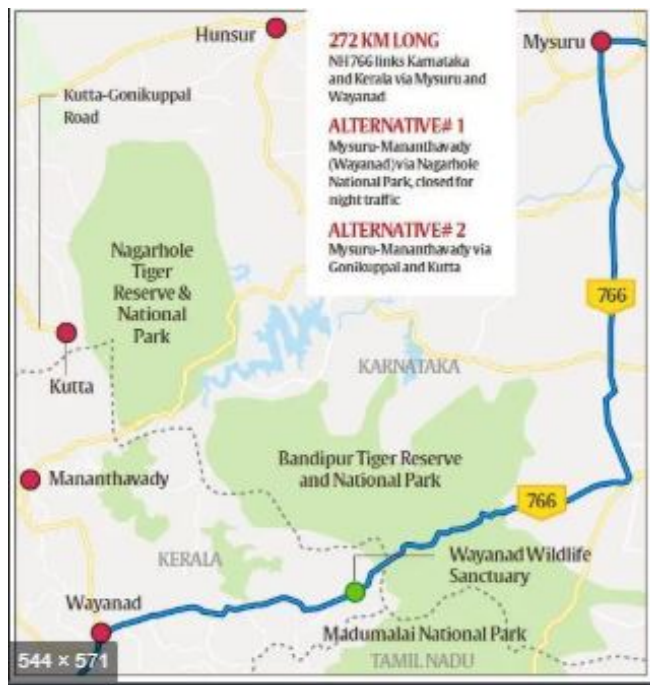 Hunsur
272 KM LONG
NH766 links Karnataka
and Kerala via Mysuru and
Wayanad
Mysuru
Kutta-Gonikuppal
Road
ALTERNATIVE# 1
Mysuru-Mananthavady
(Wayanad)via Nagarhole
National Park, closed for
night traffic
ALTERNATIVE# 2
Mysuru-Mananthavady via
Gonikuppal and Kutta
Nagarhole
Tiger
Reserve &
National
Park
766
Kutta
KARNATAKA
Mananthavady
Bandipur Tiger Reserve
and National Park
766
KERALA
Wayanad Wildlife
Sanctuary
Wayanad
Madumalai National Park
TAMIL NADU
544 × 571